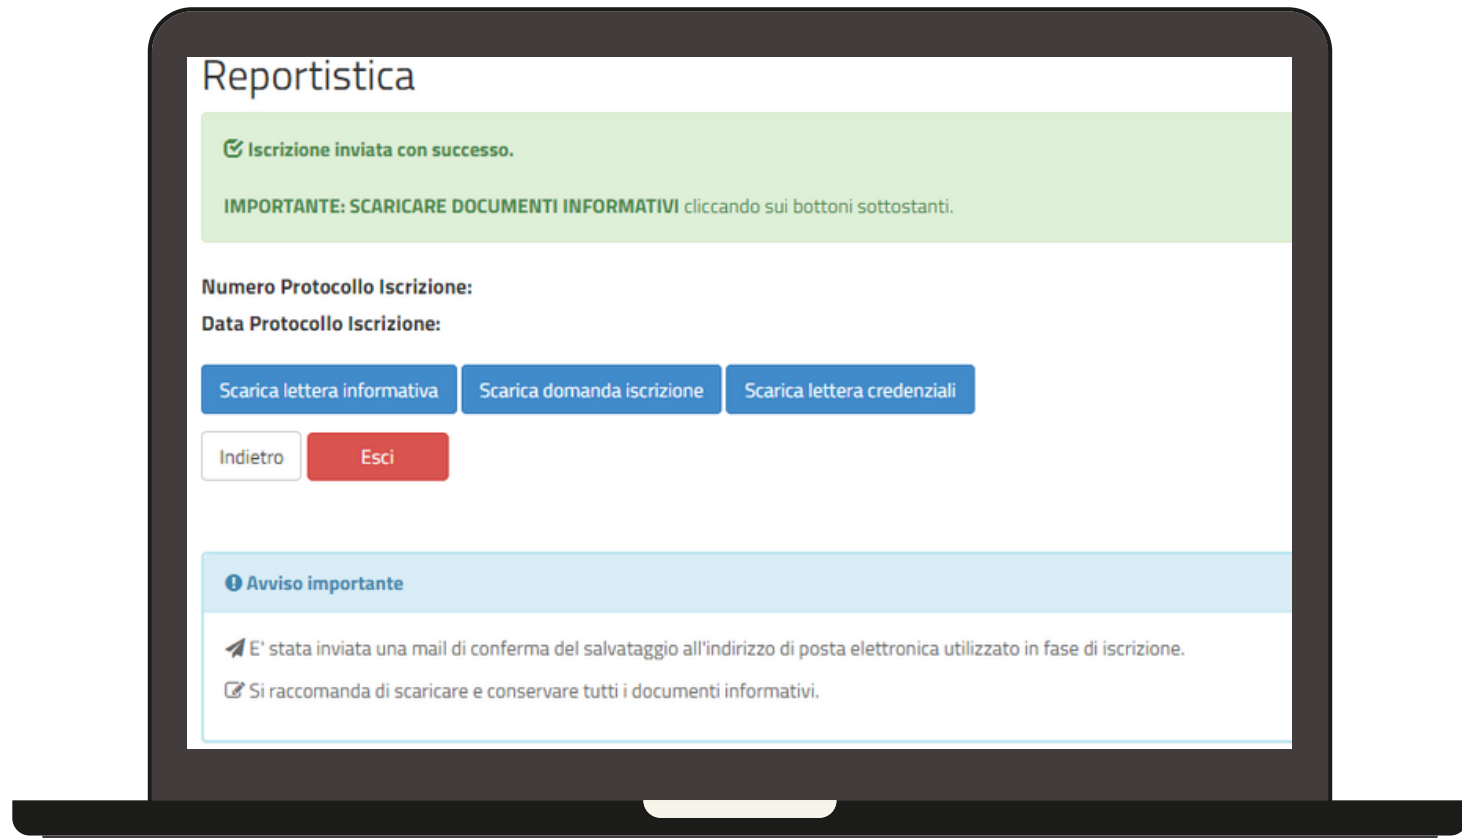 Reportistica
Iscrizione inviata con successo.
IMPORTANTE: SCARICARE DOCUMENTI INFORMATIVI cliccando sui bottoni sottostanti.
Numero Protocollo Iscrizione:
Data Protocollo Iscrizione:
Scarica lettera informativa Scarica domanda iscrizione Scarica lettera credenziali
Indietro Esci
Avviso importante
E' stata inviata una mail di conferma del salvataggio all'indirizzo di posta elettronica utilizzato in fase di iscrizione.
Si raccomanda di scaricare e conservare tutti i documenti informativi.